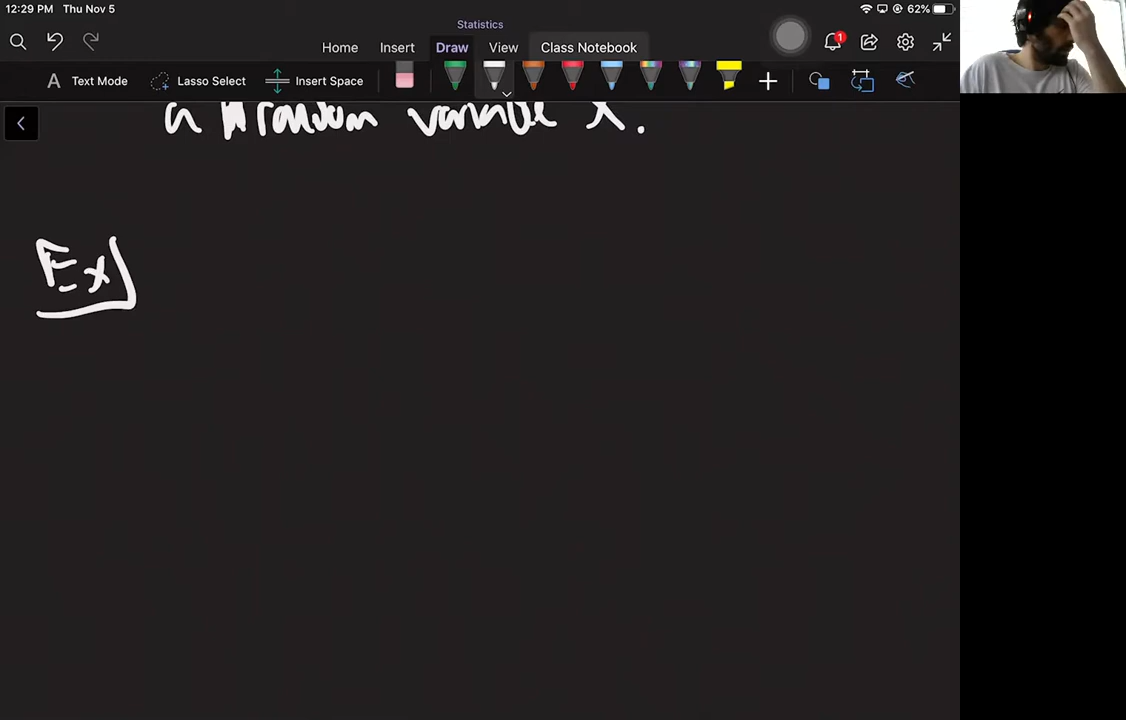 12:29 PM Thu Nov 5
62%
Statistics
Home Insert Draw View Class Notebook
1
A Text Mode Lasso Select Insert Space
a random variable X.
Ex